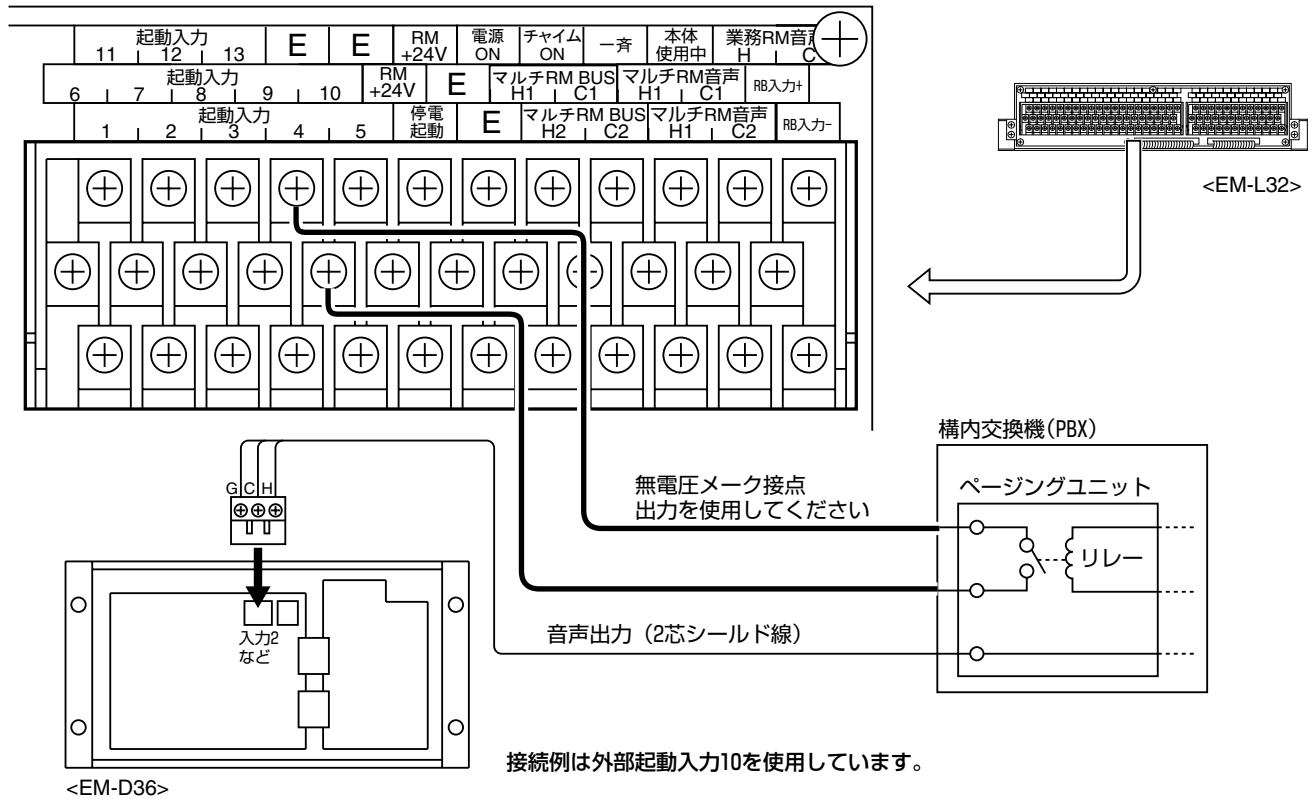 起動入力 E E RM 電源 チャイム 一斉 本体 業務RM音声
11 12 13 +24V ON ON 使用中 H C
起動入力 RM E マルチRM BUS マルチRM音声 RB入力+
6 7 8 9 10 +24V H1 C1 H1 C1
起動入力 停電 E マルチRM BUS マルチRM音声 RB入力-
1 2 3 4 5 起動 H2 C2 H1 C2
<EM-L32>
構内交換機(PBX)
無電圧メーク接点
出力を使用してください
ページングユニット
リレー
G C H
入力2
など
音声出力（2芯シールド線）
接続例は外部起動入力10を使用しています。
<EM-D36>